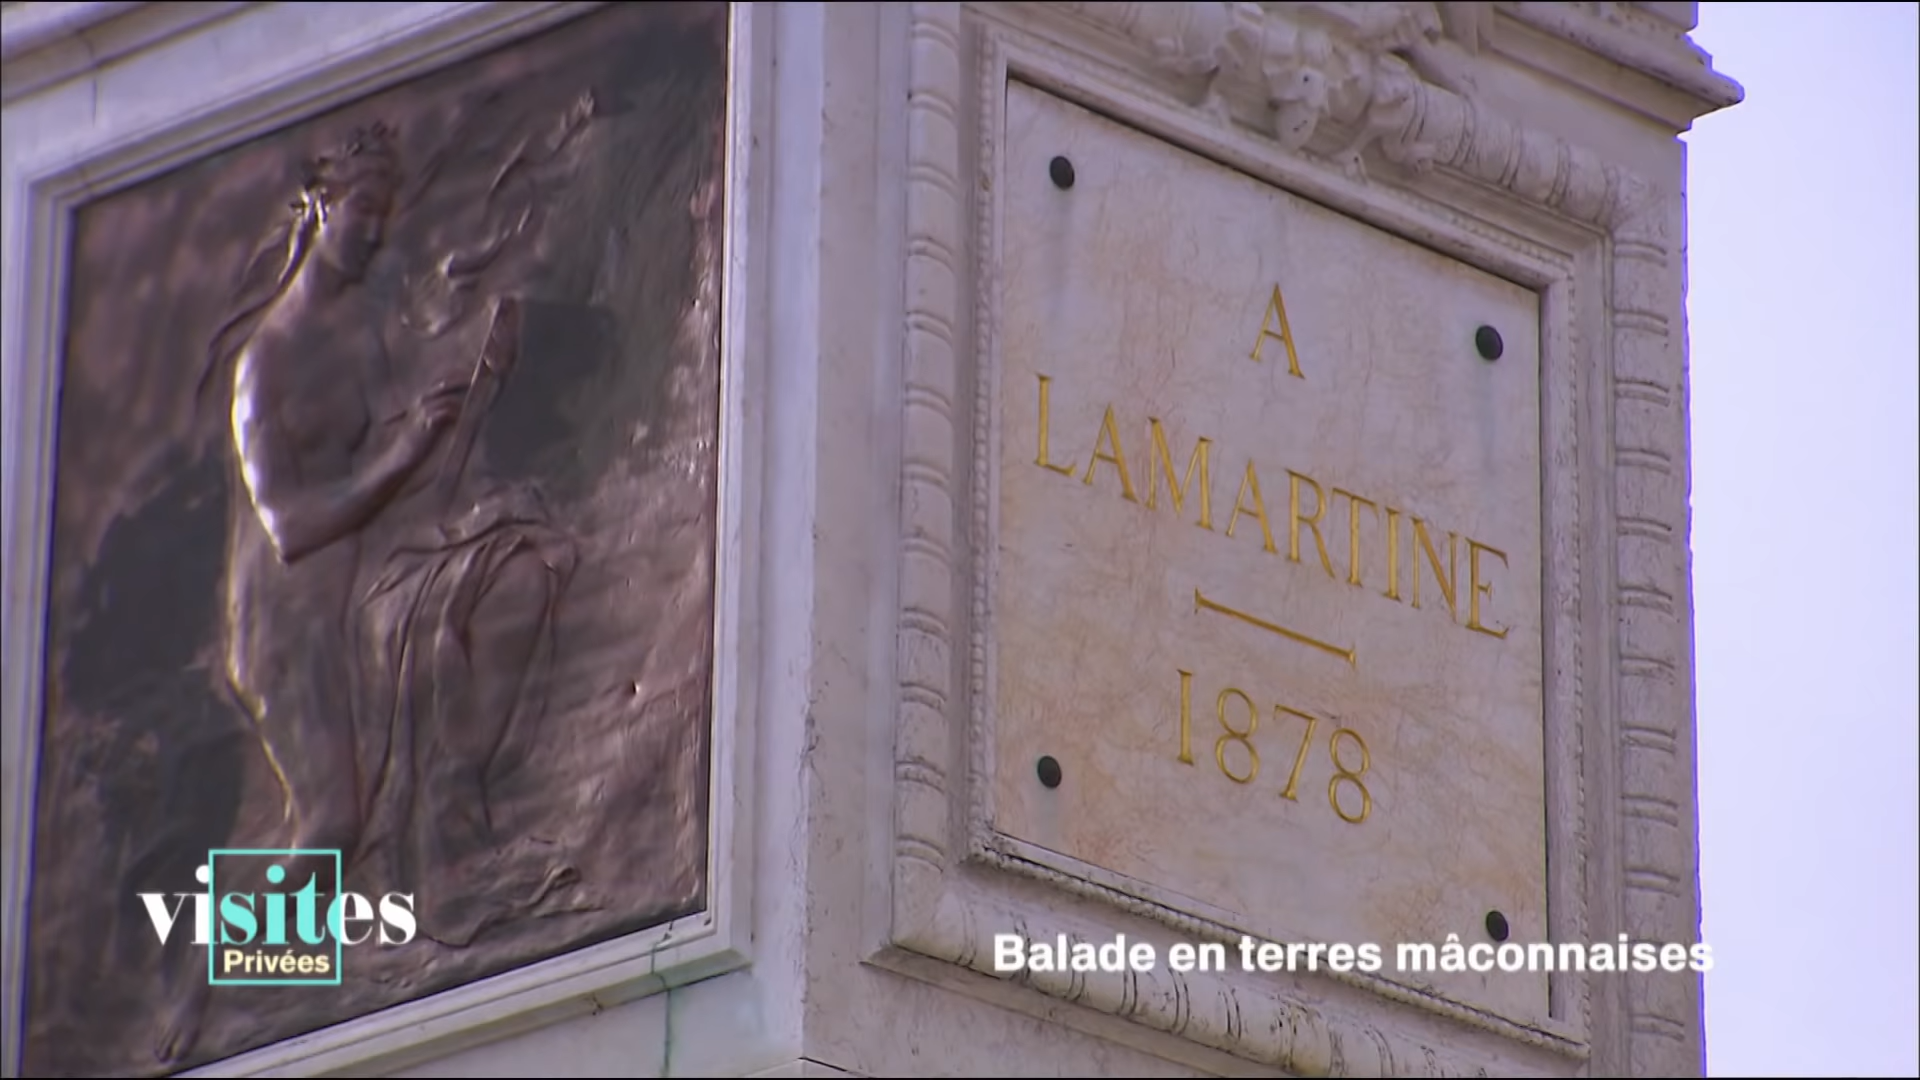 A
LAMARTINE
1878
visites
Privées
Balade en terres mâconnaises